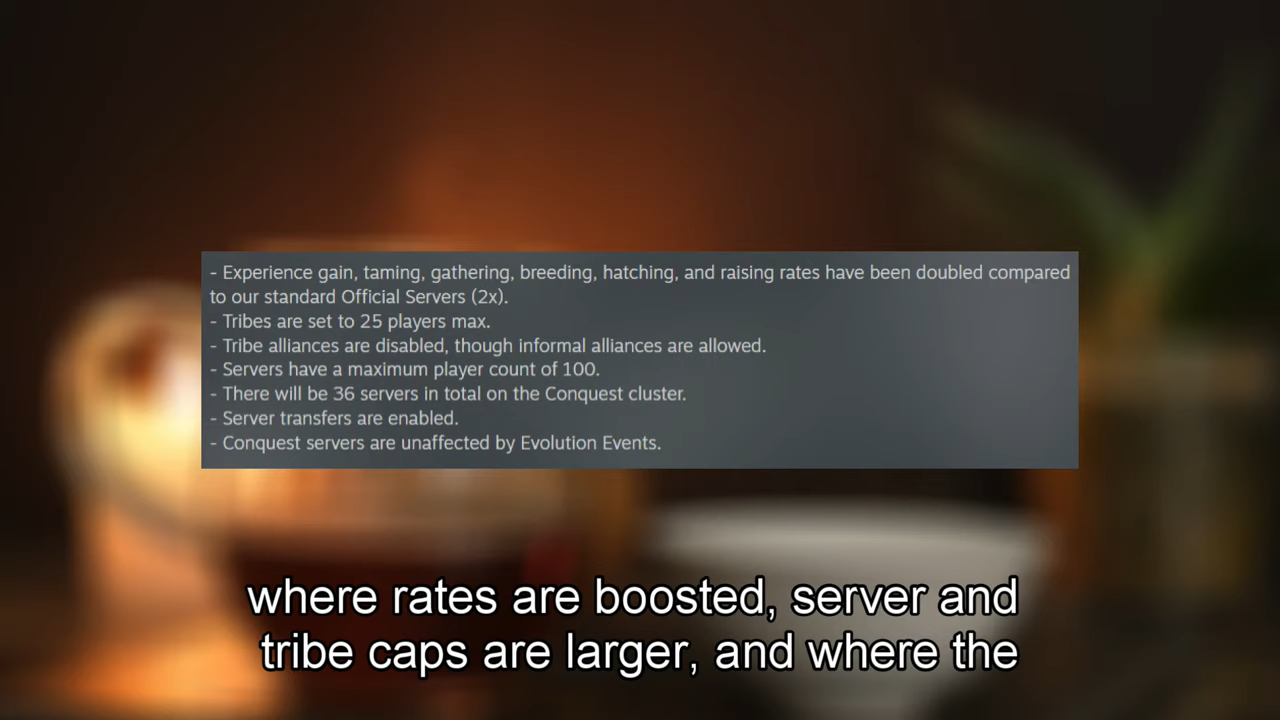 - Experience gain, taming, gathering, breeding, hatching, and raising rates have been doubled compared
to our standard Official Servers (2x).
- Tribes are set to 25 players max.
- Tribe alliances are disabled, though informal alliances are allowed.
- Servers have a maximum player count of 100.
- There will be 36 servers in total on the Conquest cluster.
- Server transfers are enabled.
- Conquest servers are unaffected by Evolution Events.
where rates are boosted, server and
tribe caps are larger, and where the